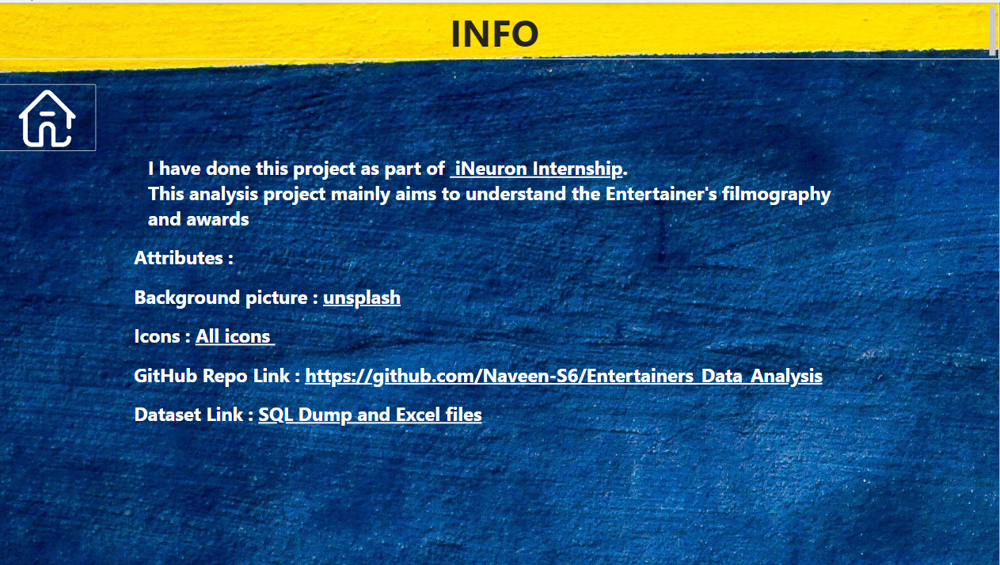 INFO
I have done this project as part of  iNeuron Internship.
This analysis project mainly aims to understand the Entertainer's filmography
and awards
Attributes :
Background picture : unsplash
Icons : All icons
GitHub Repo Link : https://github.com/Naveen-S6/Entertainers_Data_Analysis
Dataset Link : SQL Dump and Excel files